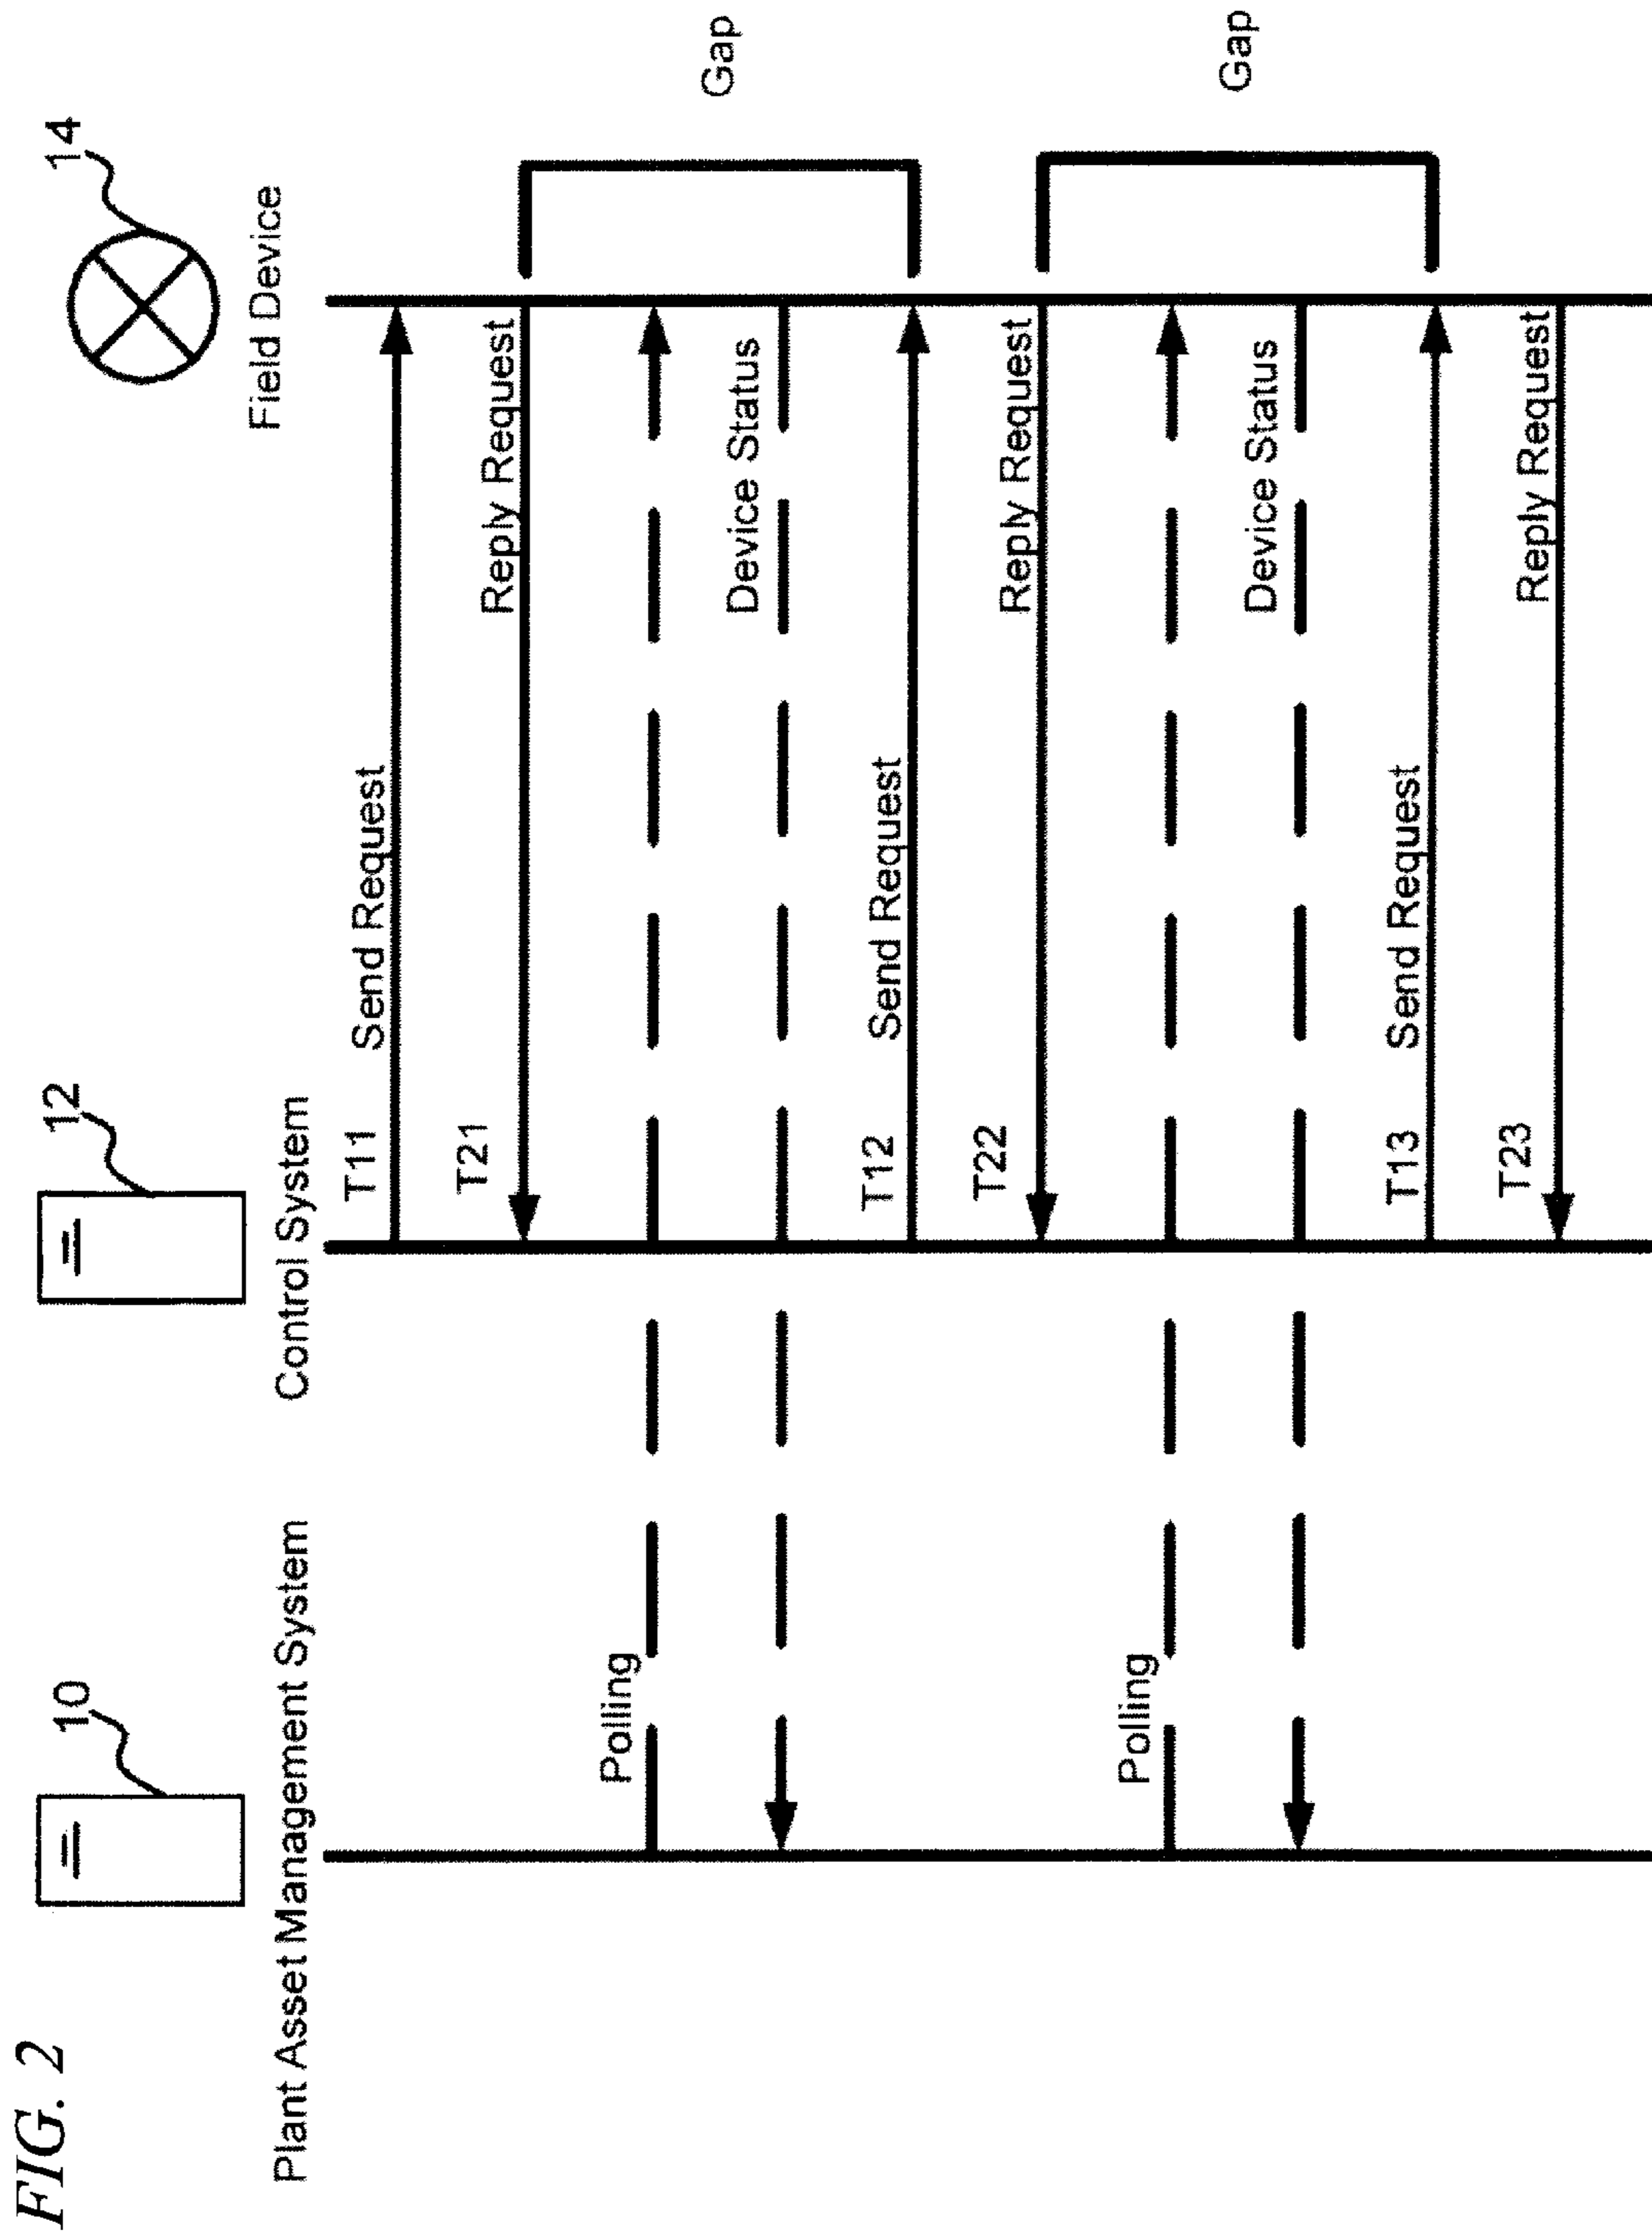 FIG. 2
10
Plant Asset Management System
12
Control System
14
Field Device
T11
Send Request
T21
Reply Request
Polling
Device Status
Gap
T12
Send Request
T22
Reply Request
Polling
Device Status
Gap
T13
Send Request
T23
Reply Request